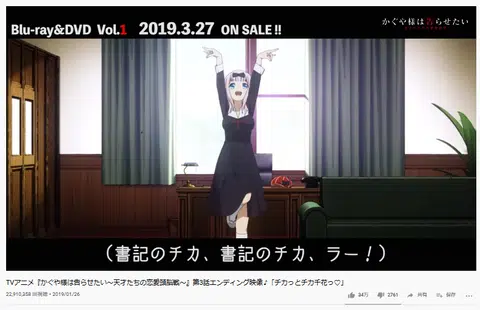 Blu-ray&DVD Vol.1 2019.3.27 ON SALE !!
かぐや様は告らせたい
(書記のチカ、書記のチカ、ラー!)
TVアニメ『かぐや様は告らせたい~天才たちの恋愛頭脳戦~』第3話エンディング映像♪「チカっとチカ千花っ♡」
22,910,358 回視聴・2019/01/26
34万 2761 共有 保存